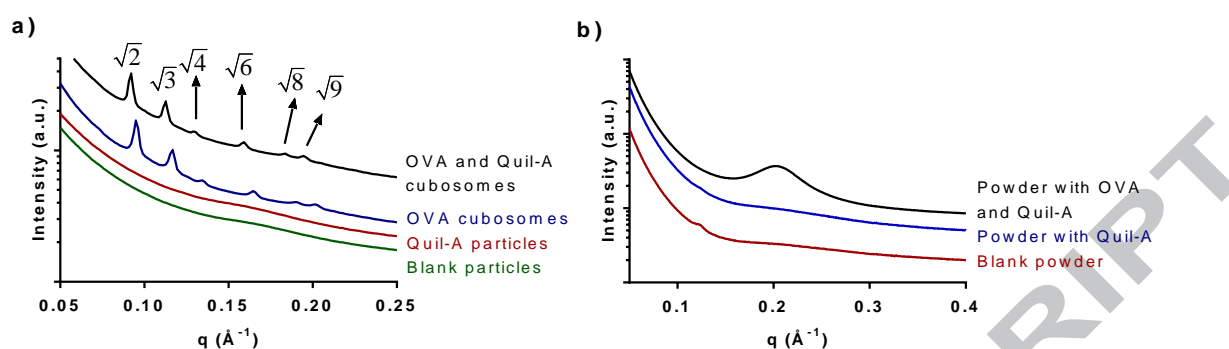 a)
√2
√3
√4
√6
√8
√9
Intensity (a.u.)
OVA and Quil-A
cubosomes
OVA cubosomes
Quil-A particles
Blank particles
0.05
0.10
0.15
0.20
0.25
q (Å⁻¹)
b)
Intensity (a.u.)
Powder with OVA
and Quil-A
Powder with Quil-A
Blank powder
0.1
0.2
0.3
0.4
q (Å⁻¹)
RIPT